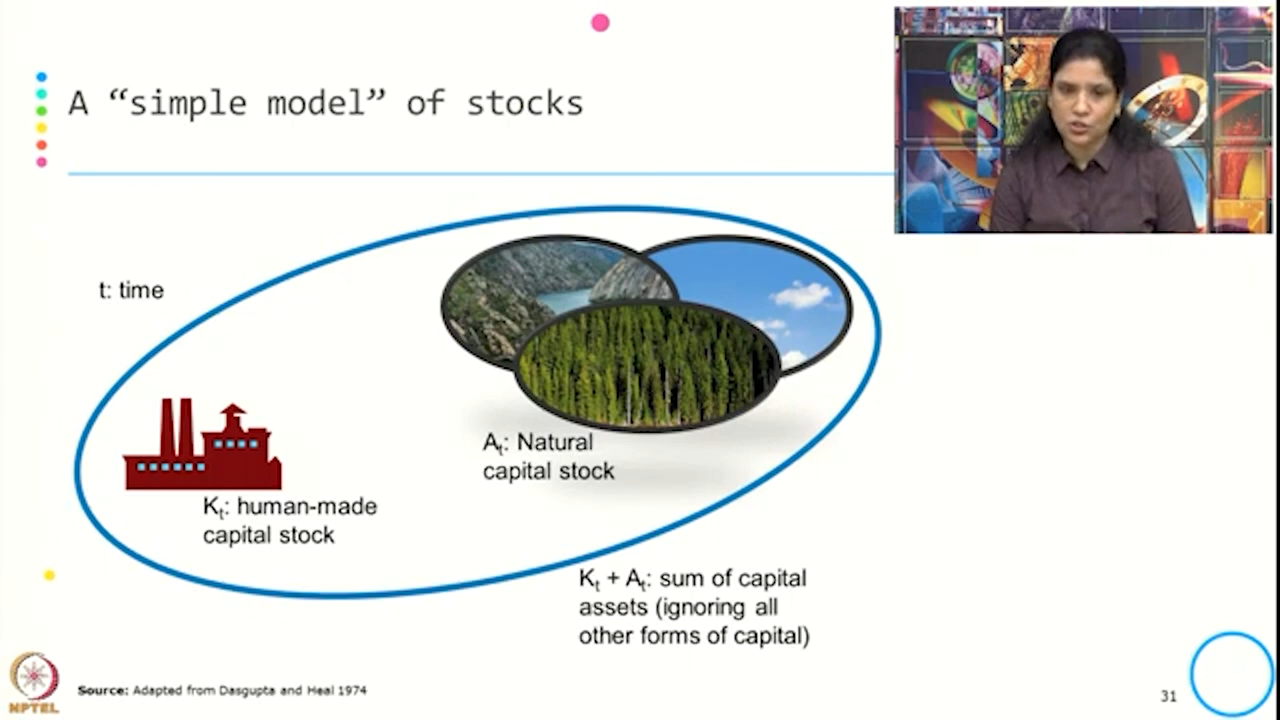 A “simple model” of stocks
t: time
At: Natural
capital stock
Kt: human-made
capital stock
Kt + At: sum of capital
assets (ignoring all
other forms of capital)
NPTEL
Source: Adapted from Dasgupta and Heal 1974
31